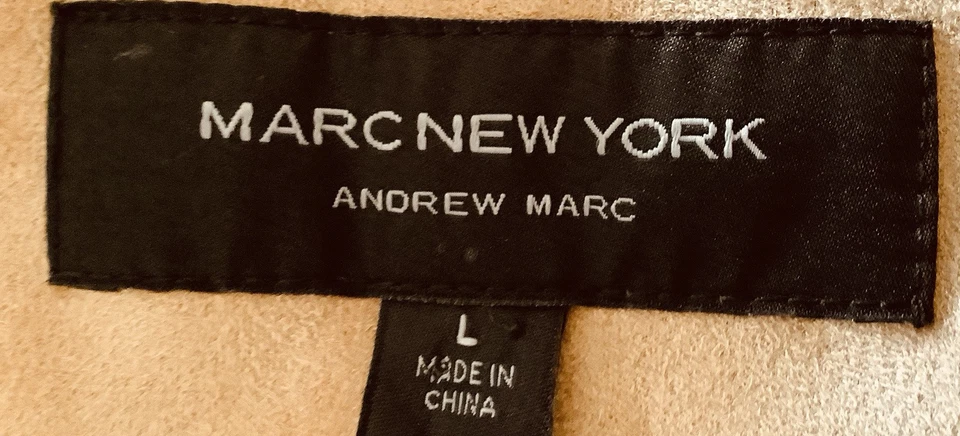 MARC NEW YORK
ANDREW MARC
L
MADE IN
CHINA